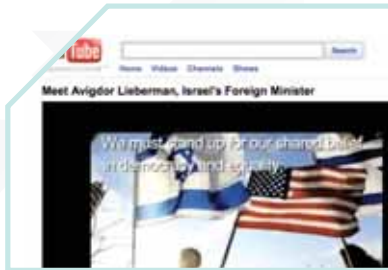 Tube
Search
Home Videos Channels Shows
Meet Avigdor Lieberman, Israel's Foreign Minister
We must stand up for our shared belief
in democracy and equality.